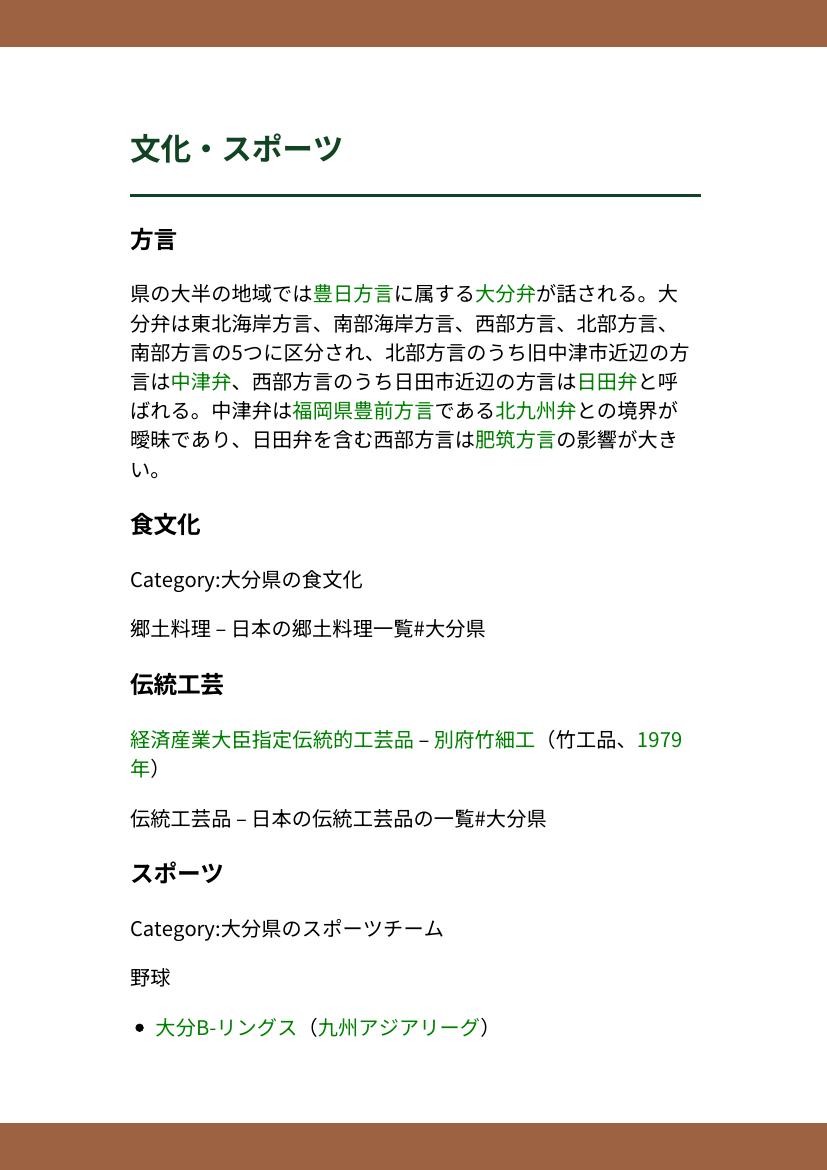 文化・スポーツ
方言
県の大半の地域では豊日方言に属する大分弁が話される。大
分弁は東北海岸方言、南部海岸方言、西部方言、北部方言、
南部方言の5つに区分され、北部方言のうち旧中津市近辺の方
言は中津弁、西部方言のうち日田市近辺の方言は日田弁と呼
ばれる。中津弁は福岡県豊前方言である北九州弁との境界が
曖昧であり、日田弁を含む西部方言は肥筑方言の影響が大き
い。
食文化
Category:大分県の食文化
郷土料理 – 日本の郷土料理一覧#大分県
伝統工芸
経済産業大臣指定伝統的工芸品 – 別府竹細工（竹工品、1979
年）
伝統工芸品 – 日本の伝統工芸品の一覧#大分県
スポーツ
Category:大分県のスポーツチーム
野球
• 大分B-リングス（九州アジアリーグ）